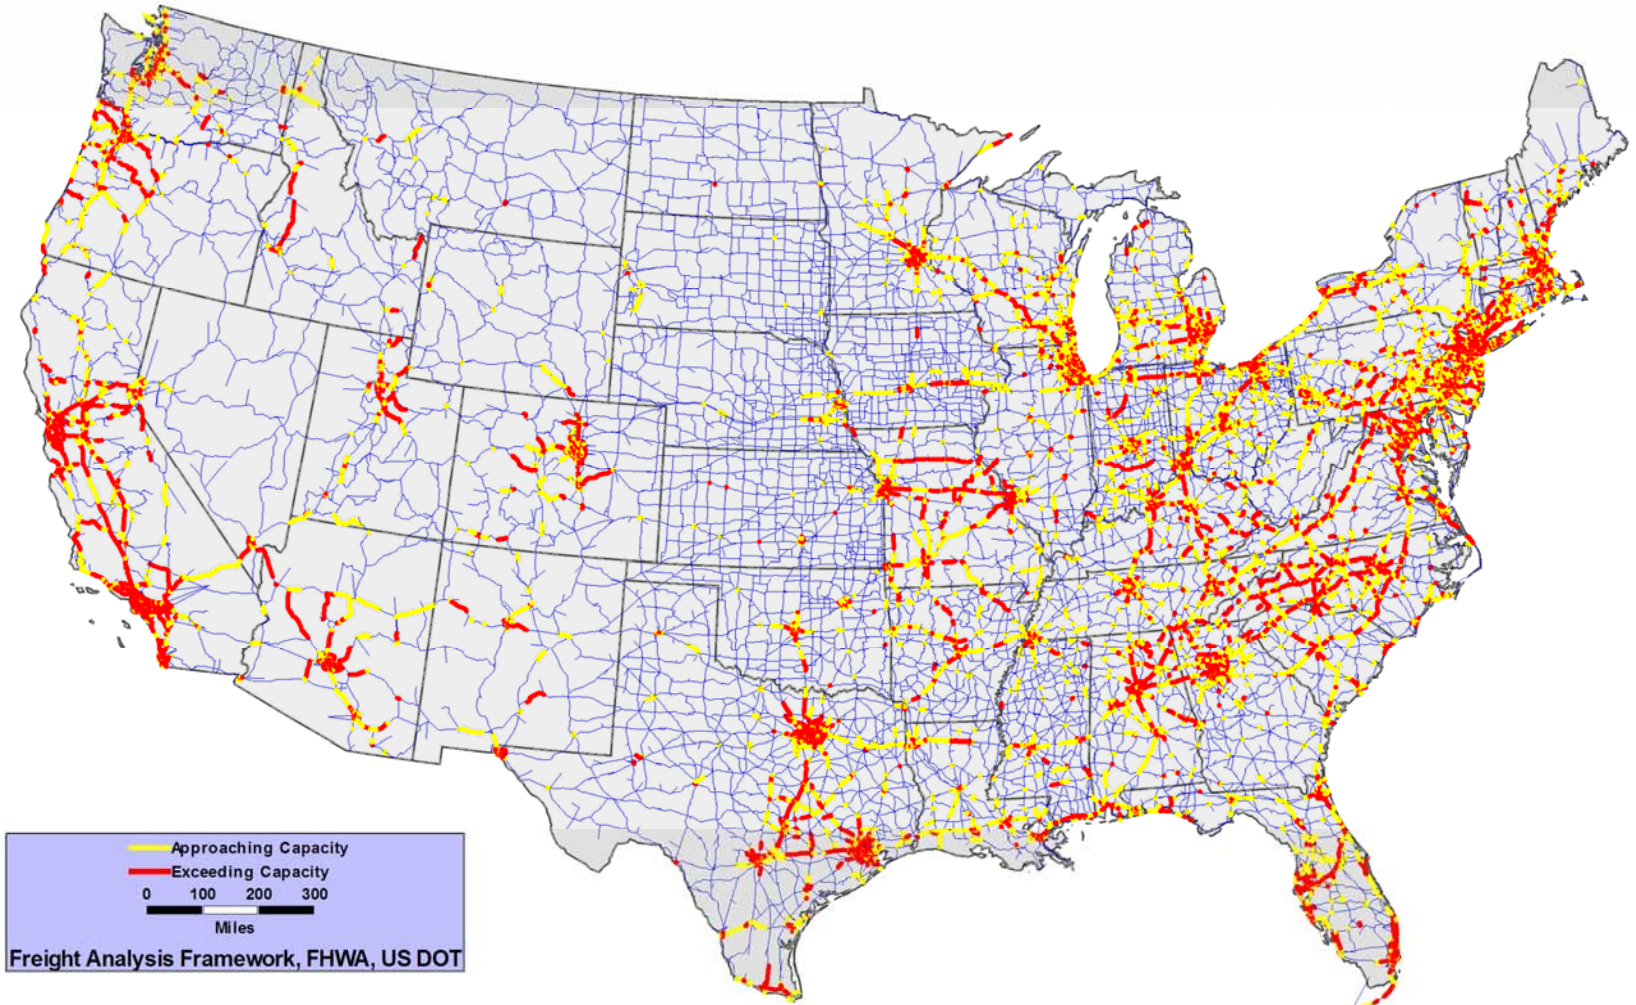 Approaching Capacity
Exceeding Capacity
0 100 200 300
Miles
Freight Analysis Framework, FHWA, US DOT